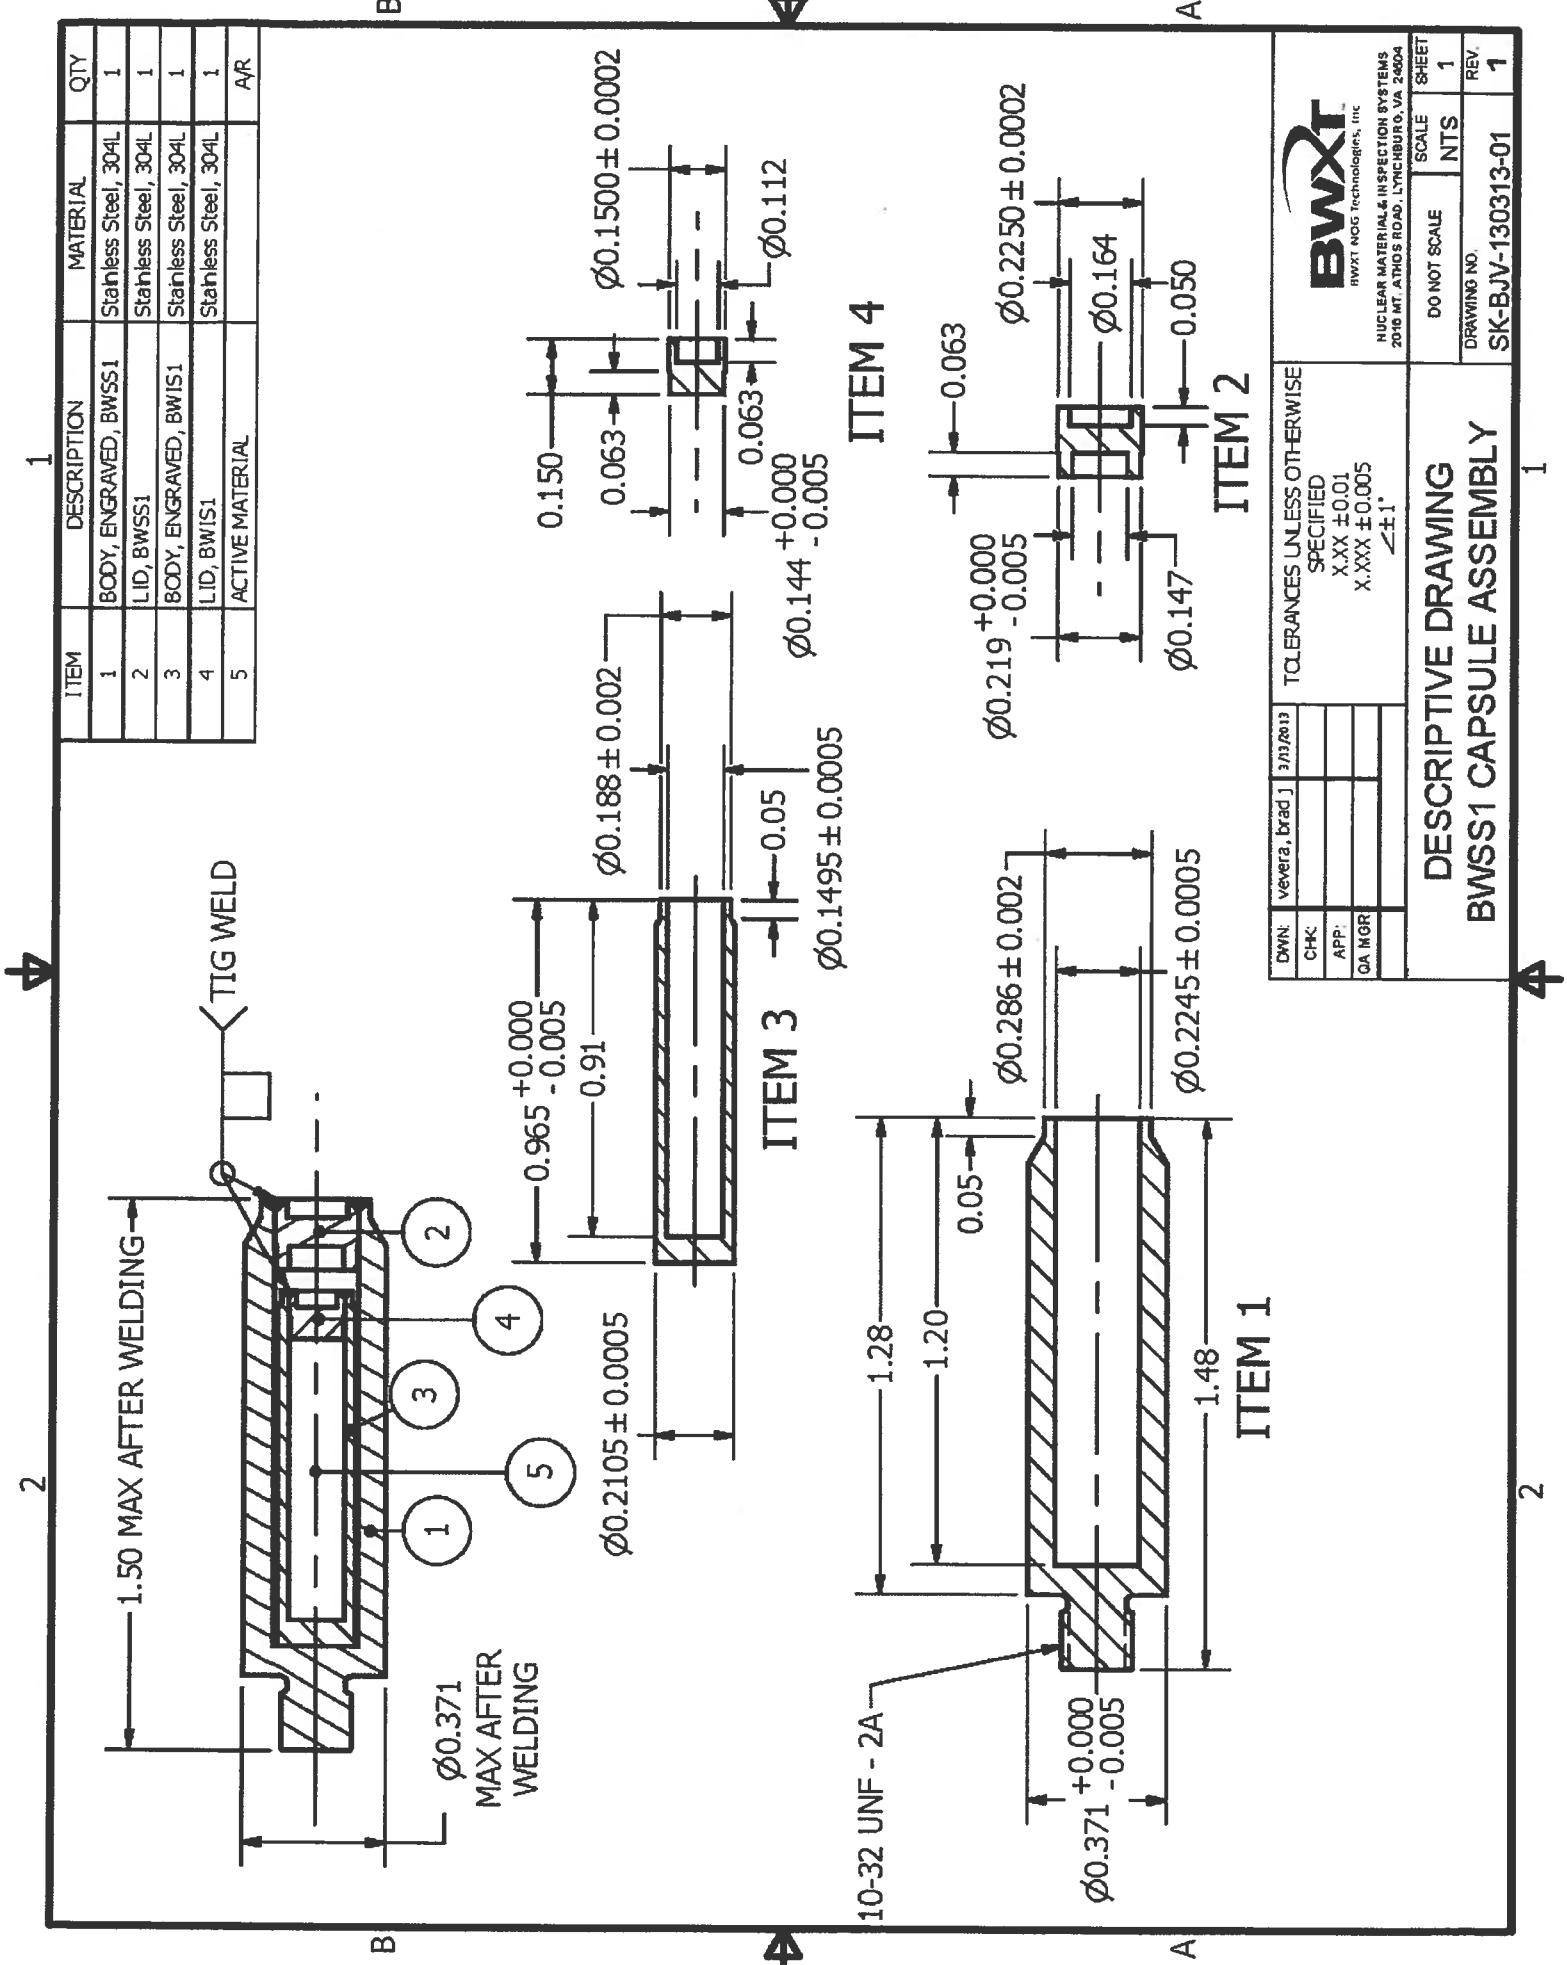 2
1
B
A
ITEM DESCRIPTION MATERIAL QTY
1 BODY, ENGRAVED, BWSS1 Stainless Steel, 304L 1
2 LID, BWSS1 Stainless Steel, 304L 1
3 BODY, ENGRAVED, BWIS1 Stainless Steel, 304L 1
4 LID, BWIS1 Stainless Steel, 304L 1
5 ACTIVE MATERIAL A/R
1.50 MAX AFTER WELDING
TIG WELD
Ø0.371
MAX AFTER
WELDING
1
5
3
4
2
0.965 +0.000 -0.005
0.91
Ø0.2105±0.0005
Ø0.188±0.002
0.05
Ø0.1495±0.0005
ITEM 3
0.150
0.063
Ø0.1500±0.0002
0.063
Ø0.112
Ø0.144 +0.000 -0.005
ITEM 4
10-32 UNF - 2A
1.28
1.20
0.05
Ø0.286±0.002
Ø0.2245±0.0005
Ø0.371 +0.000 -0.005
1.48
ITEM 1
0.063
Ø0.2250±0.0002
Ø0.164
0.050
Ø0.219 +0.000 -0.005
Ø0.147
ITEM 2
DWN: vevera, brad j 3/13/2013
CHK:
APP:
QA MGR
TOLERANCES UNLESS OTHERWISE
SPECIFIED
X.XX ±0.01
X.XXX ±0.005
∠±1°
BWXT
BWXT NOG Technologies, Inc
NUCLEAR MATERIAL & INSPECTION SYSTEMS
2016 MT. ATHOS ROAD, LYNCHBURG, VA 24504
DESCRIPTIVE DRAWING
BWSS1 CAPSULE ASSEMBLY
DO NOT SCALE
SCALE
NTS
SHEET
1
DRAWING NO.
SK-BJV-130313-01
REV.
1
B
A
2
1